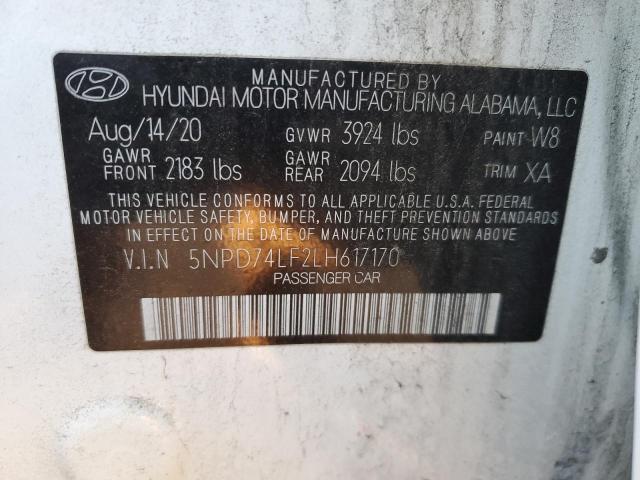 MANUFACTURED BY
HYUNDAI MOTOR MANUFACTURING ALABAMA, LLC
Aug/14/20 GVWR 3924 lbs PAINT W8
GAWR FRONT 2183 lbs GAWR REAR 2094 lbs TRIM XA
THIS VEHICLE CONFORMS TO ALL APPLICABLE U.S.A. FEDERAL
MOTOR VEHICLE SAFETY, BUMPER, AND THEFT PREVENTION STANDARDS
IN EFFECT ON THE DATE OF MANUFACTURE SHOWN ABOVE.
V.I.N 5NPD74LF2LH617170
PASSENGER CAR